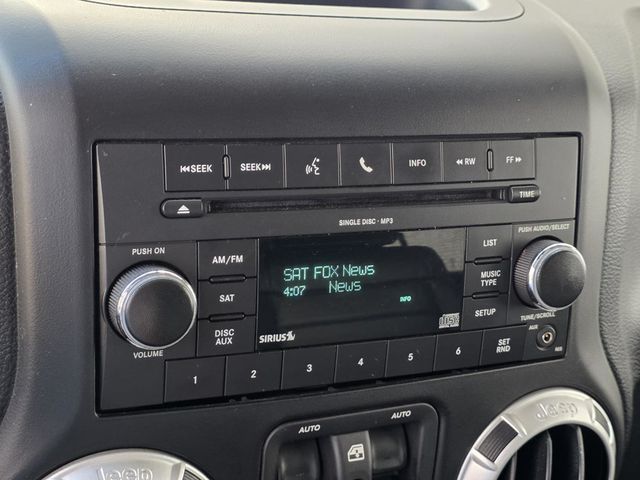 ⏮SEEK SEEK⏭ INFO ◀◀ RW FF ▶▶
TIME
SINGLE DISC · MP3
PUSH ON
PUSH AUDIO/SELECT
AM/FM
LIST
SAT FOX News
4:07 News
INFO
SAT
MUSIC
TYPE
DISC
AUX
SETUP
SIRIUS
disc
TUNE/SCROLL
VOLUME
AUX
1 2 3 4 5 6
SET
RND
AUTO AUTO
Jeep
Jeep